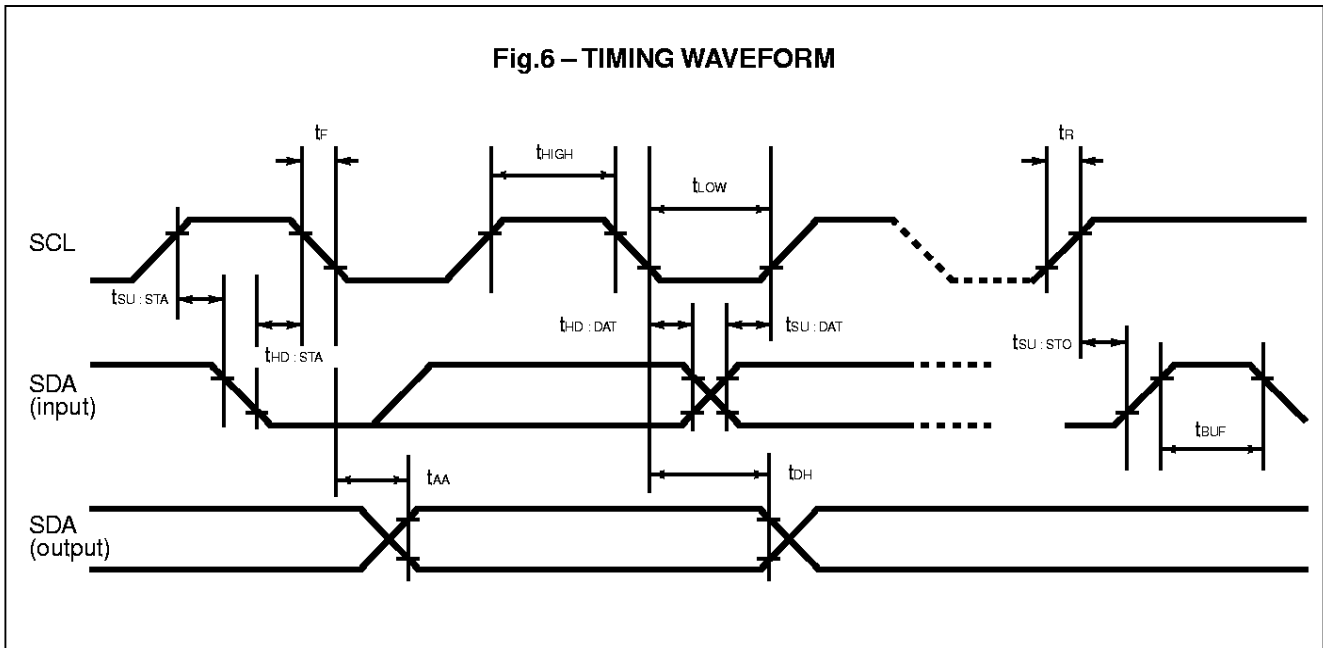 Fig.6 – TIMING WAVEFORM
tF
tHIGH
tLOW
tR
SCL
tSU : STA
tHD : STA
tHD : DAT
tSU : DAT
tSU : STO
SDA
(input)
tBUF
tAA
tDH
SDA
(output)